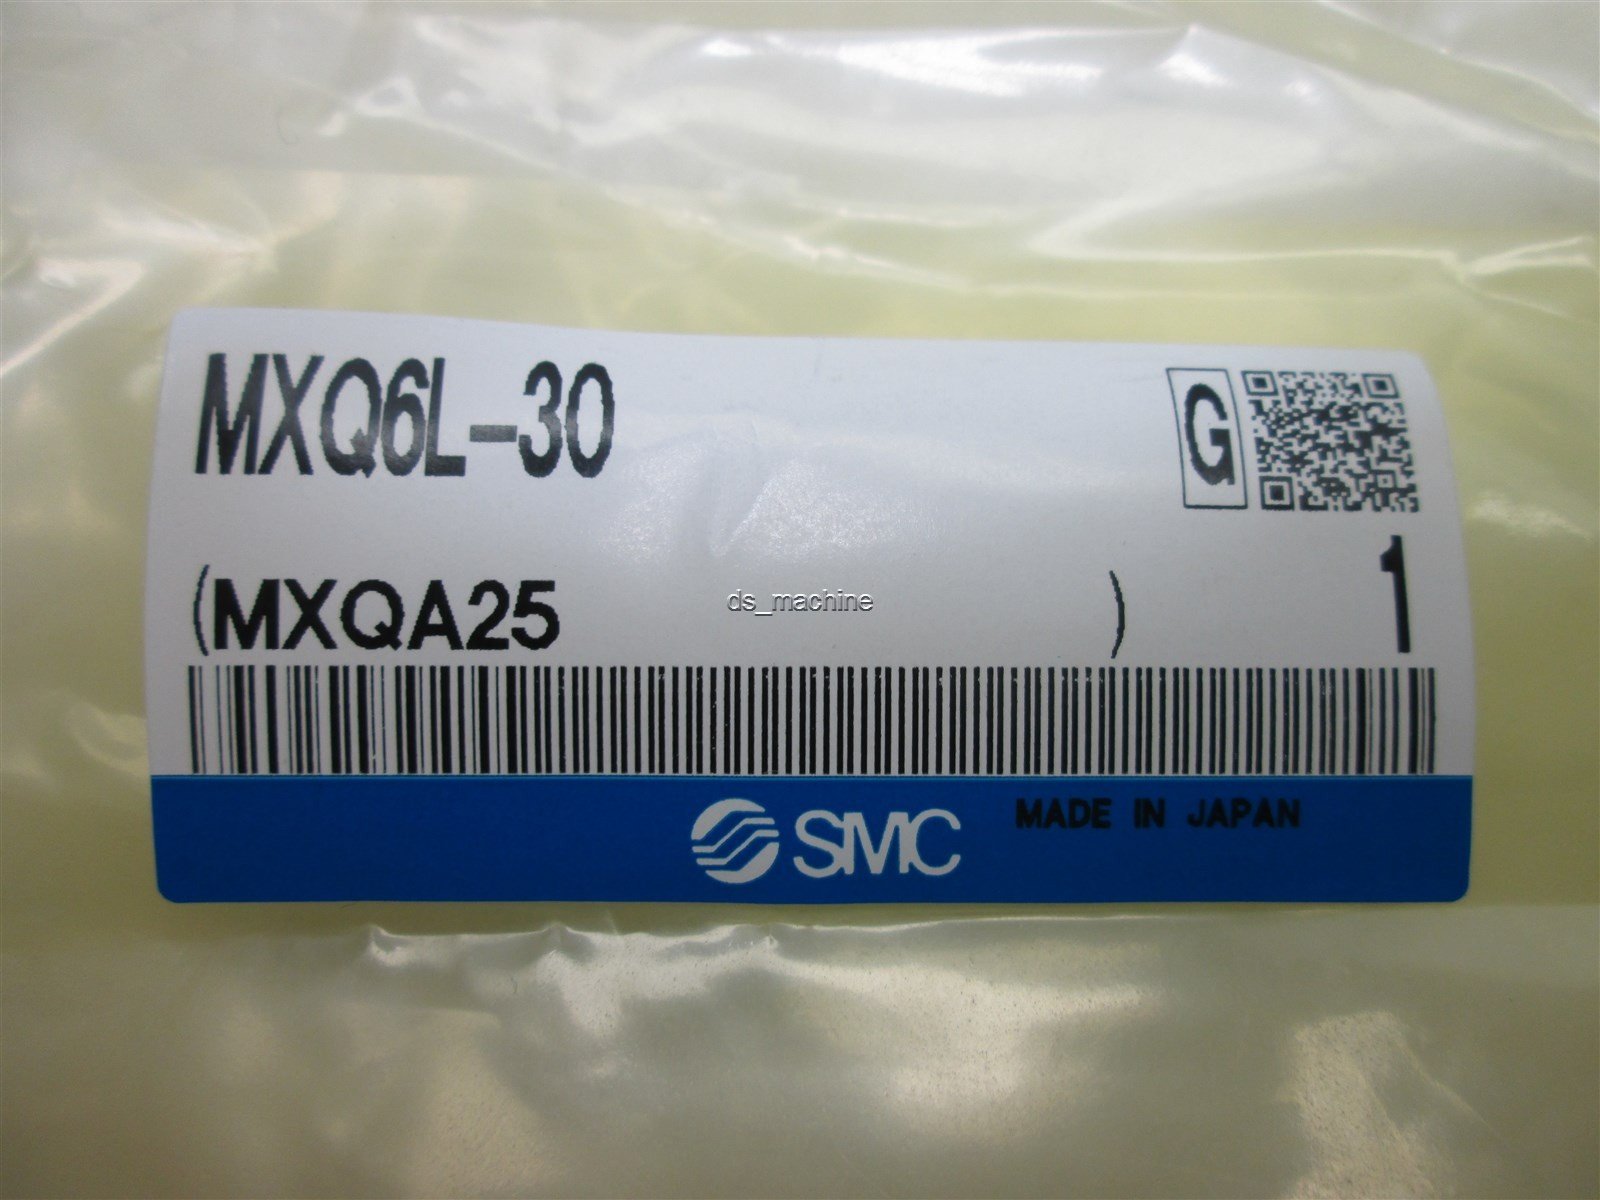 MXQ6L-30
G
(MXQA25 )
1
ds_machine
SMC
MADE IN JAPAN